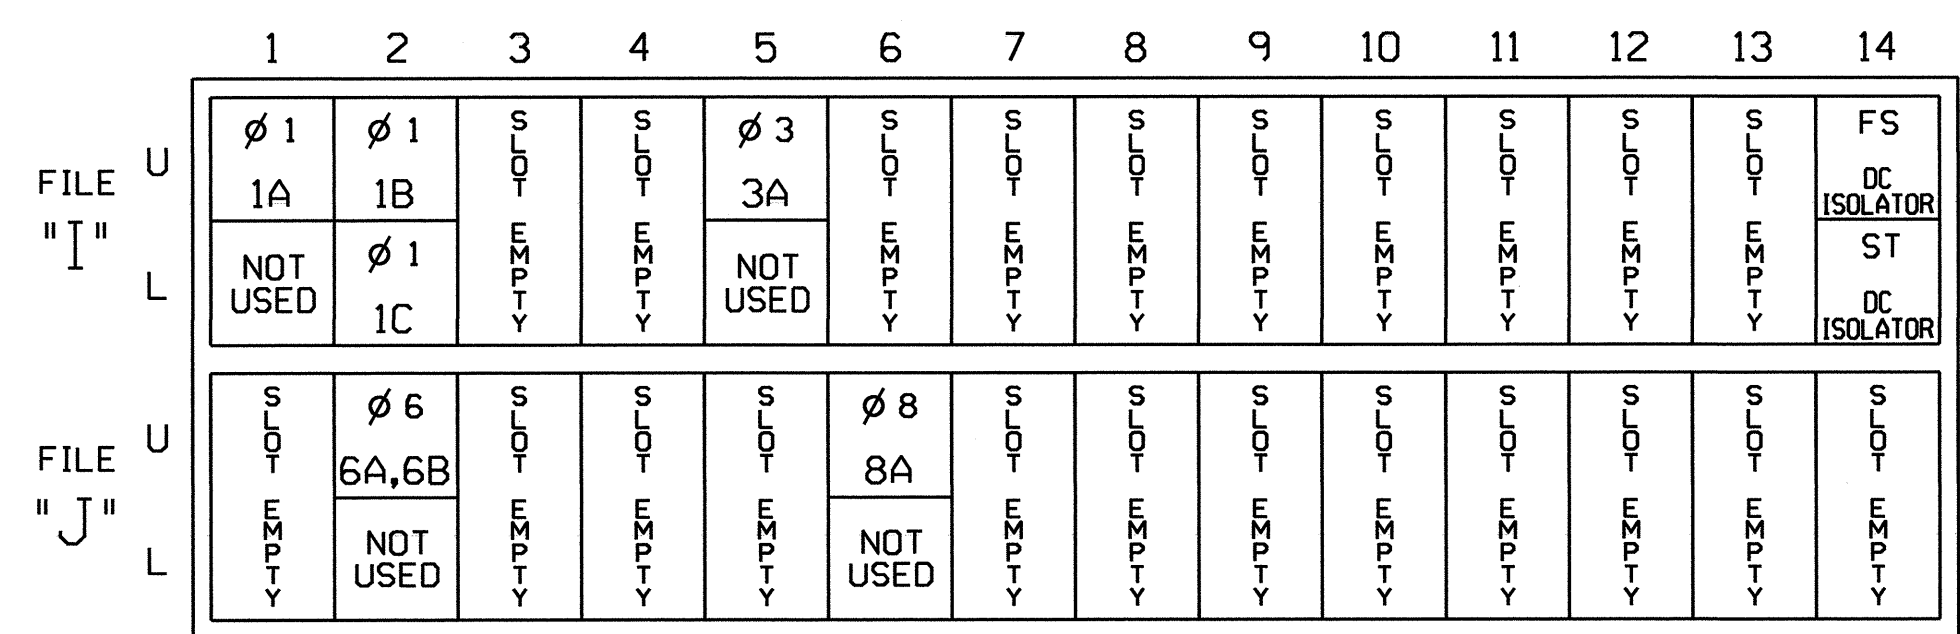 1 2 3 4 5 6 7 8 9 10 11 12 13 14
FILE "I"
U
L
Ø 1
1A
NOT USED
Ø 1
1B
Ø 1
1C
SLOT EMPTY
SLOT EMPTY
Ø 3
3A
NOT USED
SLOT EMPTY
SLOT EMPTY
SLOT EMPTY
SLOT EMPTY
SLOT EMPTY
SLOT EMPTY
SLOT EMPTY
SLOT EMPTY
FS
DC
ISOLATOR
ST
DC
ISOLATOR
FILE "J"
U
L
SLOT EMPTY
Ø 6
6A,6B
NOT USED
SLOT EMPTY
SLOT EMPTY
SLOT EMPTY
Ø 8
8A
NOT USED
SLOT EMPTY
SLOT EMPTY
SLOT EMPTY
SLOT EMPTY
SLOT EMPTY
SLOT EMPTY
SLOT EMPTY
SLOT EMPTY